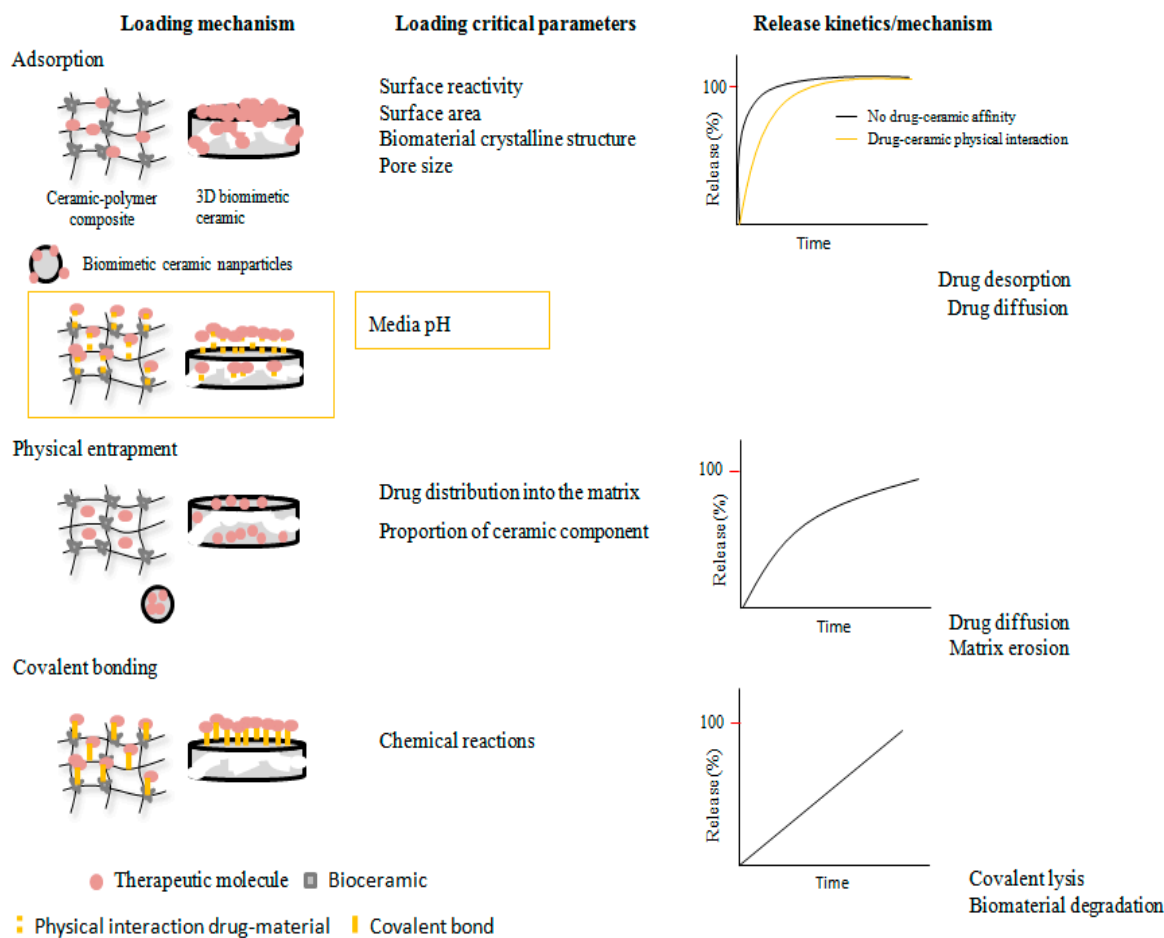 Loading mechanism
Loading critical parameters
Release kinetics/mechanism
Adsorption
Ceramic-polymer
composite
3D biomimetic
ceramic
Surface reactivity
Surface area
Biomaterial crystalline structure
Pore size
100
Release (%)
Time
No drug-ceramic affinity
Drug-ceramic physical interaction
Biomimetic ceramic nanparticles
Media pH
Drug desorption
Drug diffusion
Physical entrapment
Drug distribution into the matrix
Proportion of ceramic component
100
Release (%)
Time
Drug diffusion
Matrix erosion
Covalent bonding
Chemical reactions
100
Release (%)
Time
Covalent lysis
Biomaterial degradation
Therapeutic molecule
Bioceramic
Physical interaction drug-material
Covalent bond